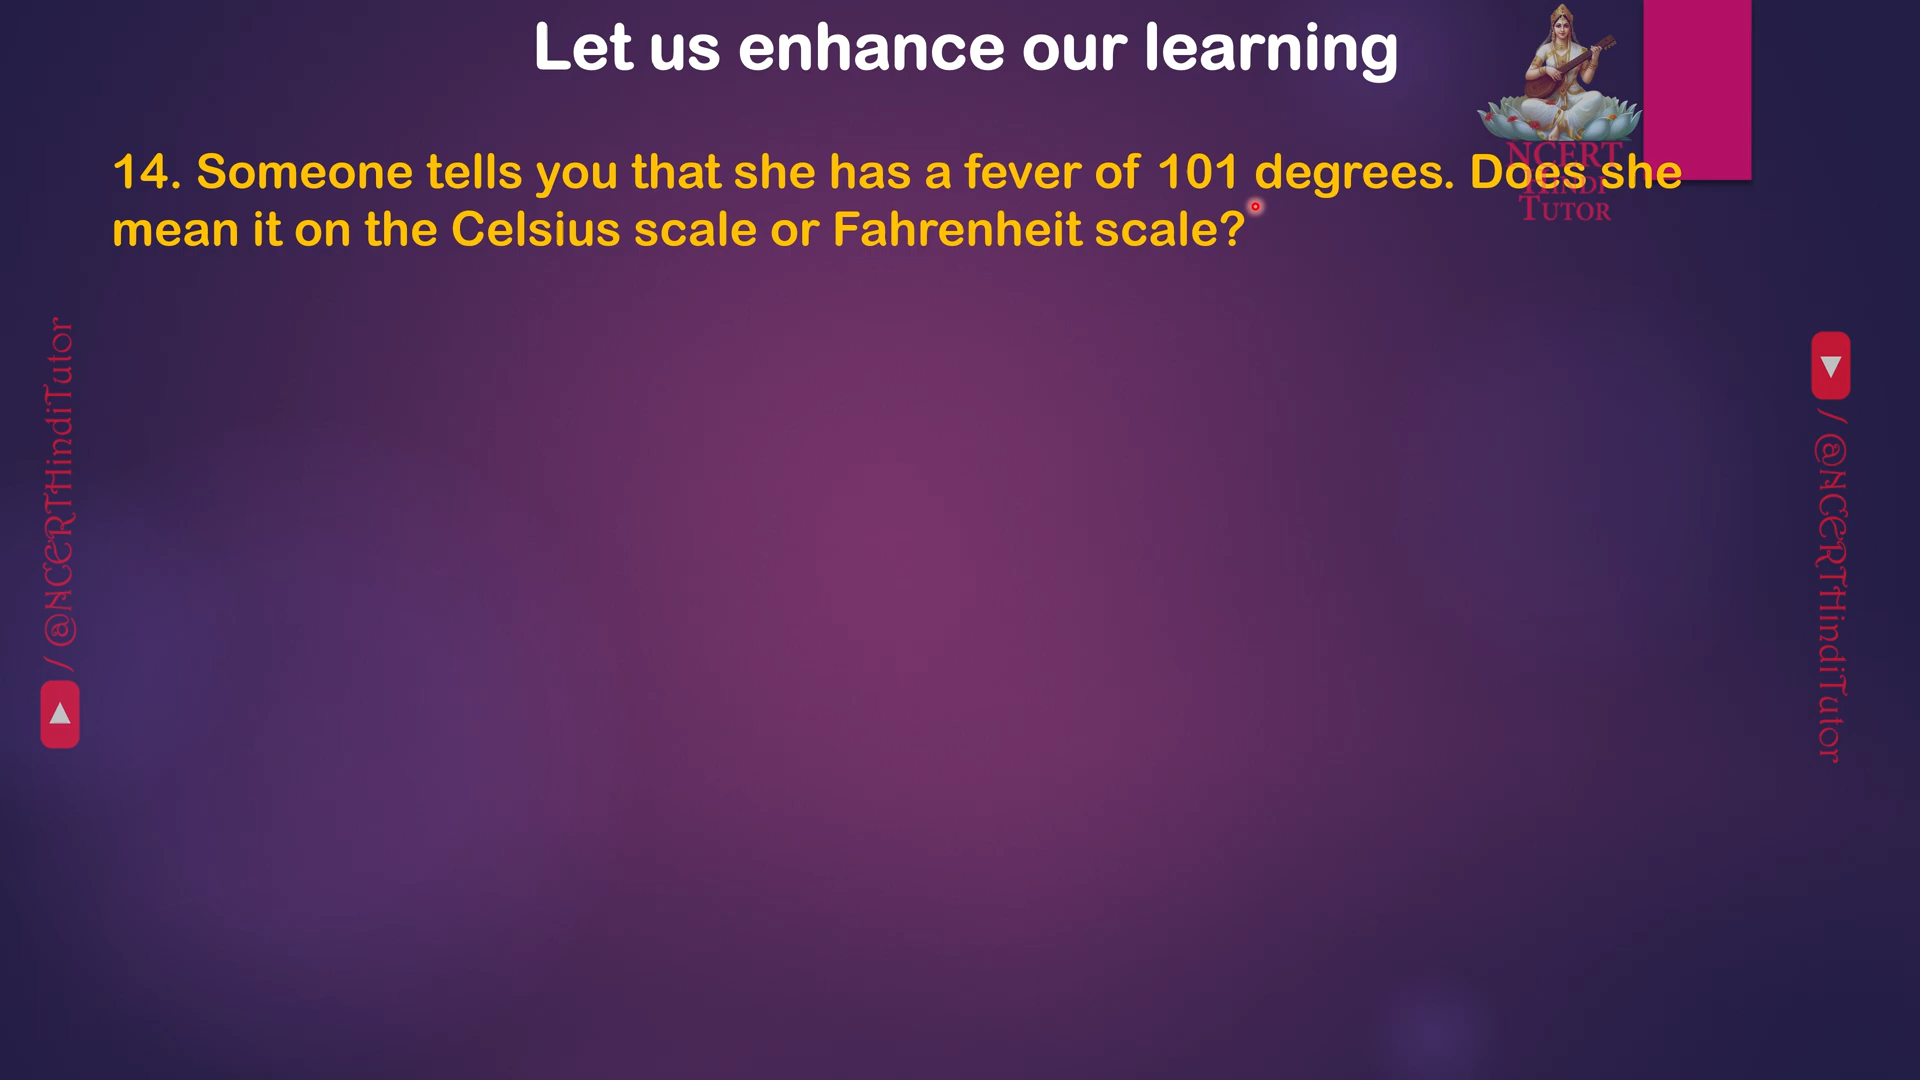 Let us enhance our learning
14. Someone tells you that she has a fever of 101 degrees. Does she
mean it on the Celsius scale or Fahrenheit scale?
NCERT
HINDI
TUTOR
/ @NCERTHindiTutor
/ @NCERTHindiTutor